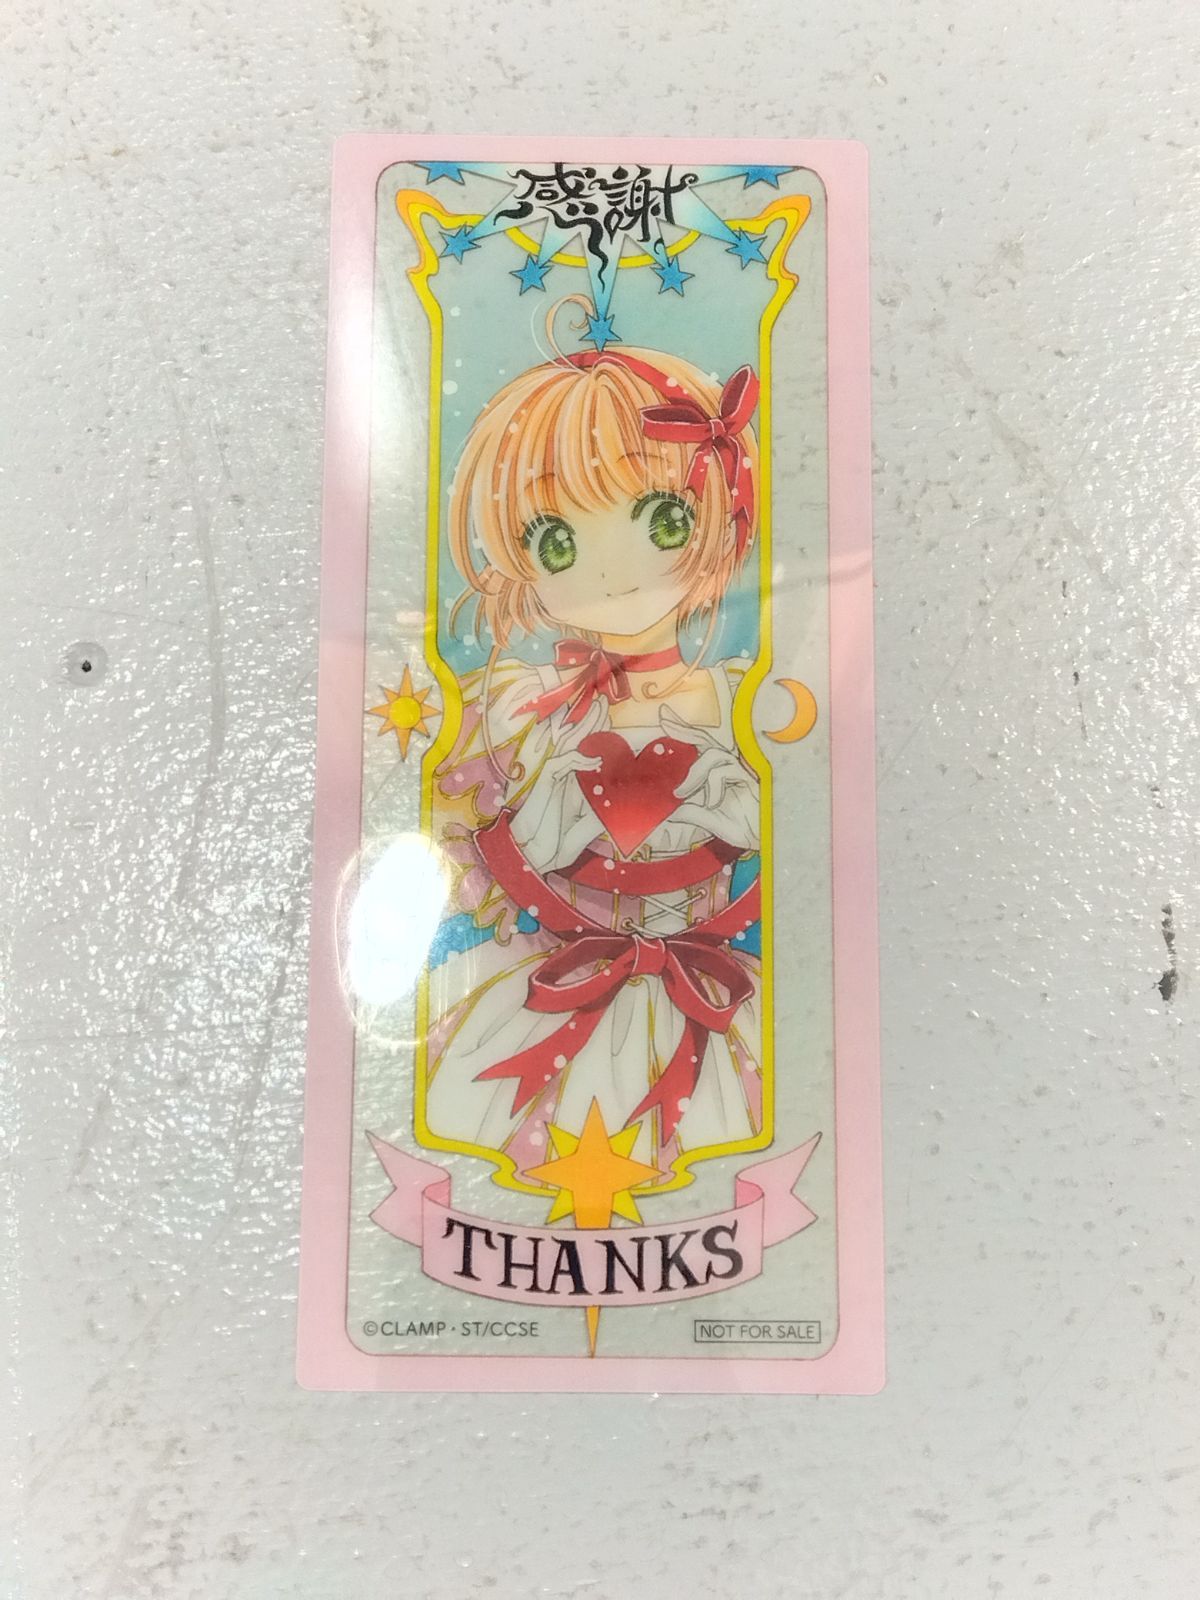 感謝
THANKS
©CLAMP・ST/CCSE
NOT FOR SALE